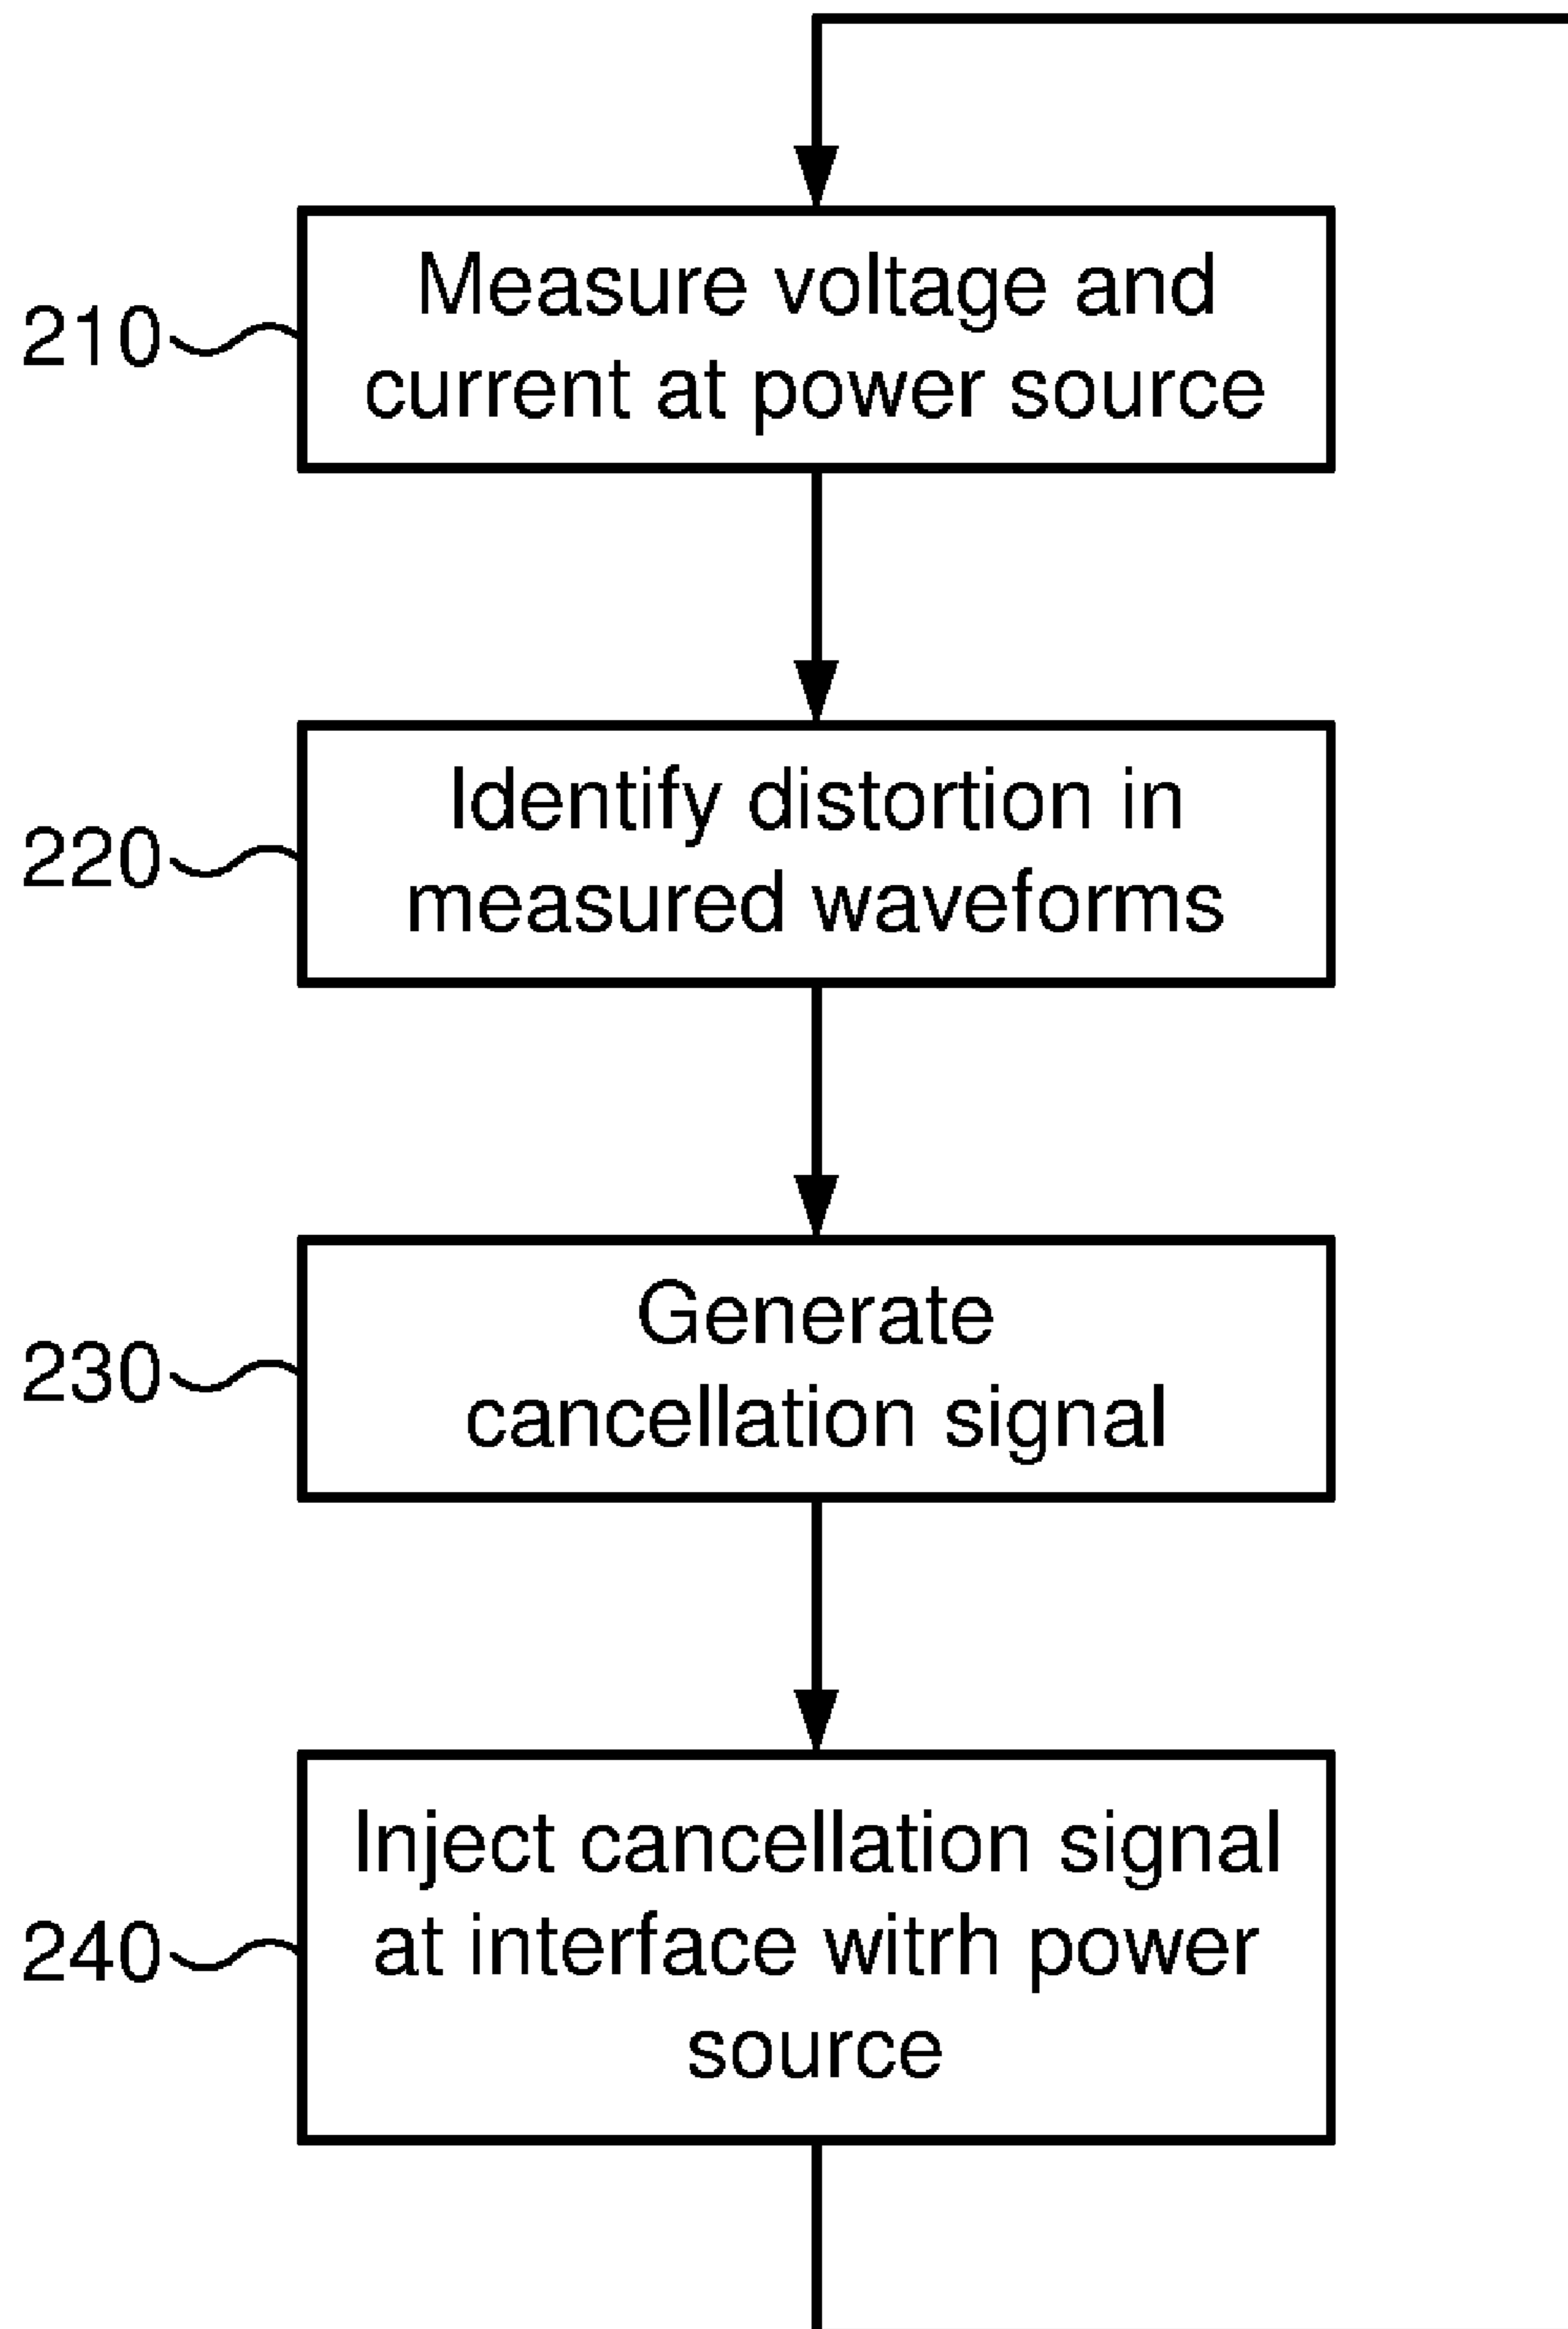 Measure voltage and
current at power source
210
Identify distortion in
measured waveforms
220
Generate
cancellation signal
230
Inject cancellation signal
at interface witrh power
source
240